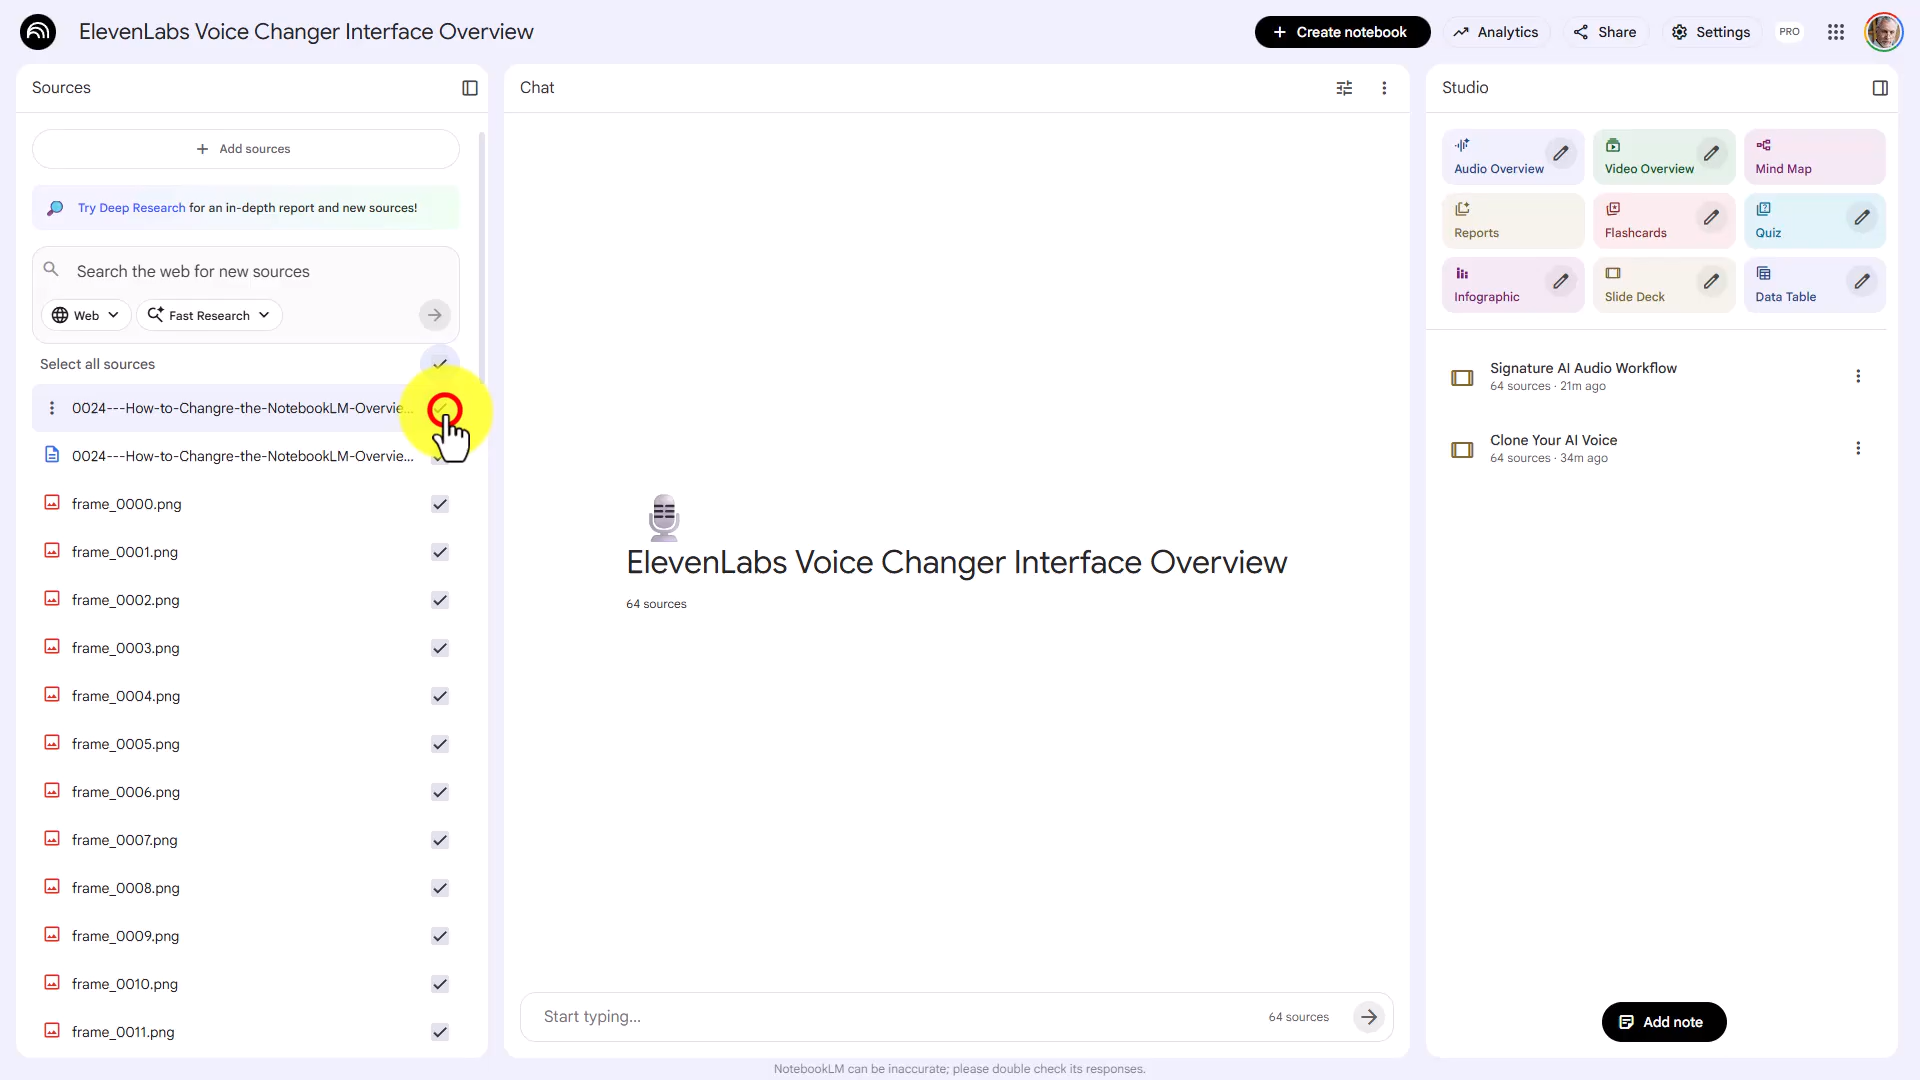 ElevenLabs Voice Changer Interface Overview
Create notebook
Analytics
Share
Settings
PRO
Sources
Add sources
Try Deep Research for an in-depth report and new sources!
Search the web for new sources
Web
Fast Research
Select all sources
0024---How-to-Changre-the-NotebookLM-Overvie...
0024---How-to-Changre-the-NotebookLM-Overvie...
frame_0000.png
frame_0001.png
frame_0002.png
frame_0003.png
frame_0004.png
frame_0005.png
frame_0006.png
frame_0007.png
frame_0008.png
frame_0009.png
frame_0010.png
frame_0011.png
Chat
ElevenLabs Voice Changer Interface Overview
64 sources
Start typing...
64 sources
NotebookLM can be inaccurate; please double check its responses.
Studio
Audio Overview
Video Overview
Mind Map
Reports
Flashcards
Quiz
Infographic
Slide Deck
Data Table
Signature AI Audio Workflow
64 sources · 21m ago
Clone Your AI Voice
64 sources · 34m ago
Add note